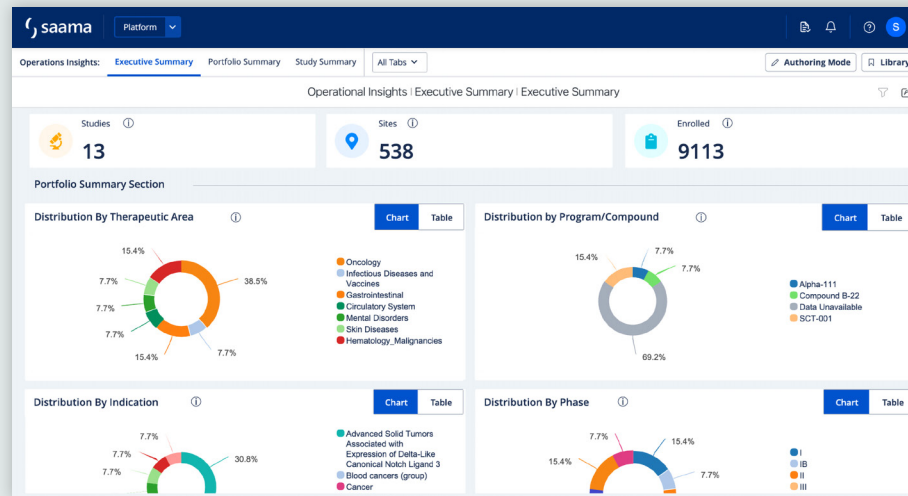 saama
Platform
S
Operations Insights: Executive Summary Portfolio Summary Study Summary All Tabs
Authoring Mode
Library
Operational Insights | Executive Summary | Executive Summary
Studies
13
Sites
538
Enrolled
9113
Portfolio Summary Section
Distribution By Therapeutic Area
Chart Table
15.4%
7.7%
7.7%
7.7%
15.4%
7.7%
38.5%
Oncology
Infectious Diseases and
Vaccines
Gastrointestinal
Circulatory System
Mental Disorders
Skin Diseases
Hematology_Malignancies
Distribution by Program/Compound
Chart Table
15.4%
7.7%
7.7%
69.2%
Alpha-111
Compound B-22
Data Unavailable
SCT-001
Distribution By Indication
Chart Table
7.7%
7.7%
7.7%
30.8%
Advanced Solid Tumors
Associated with
Expression of Delta-Like
Canonical Notch Ligand 3
Blood cancers (group)
Cancer
Distribution By Phase
Chart Table
7.7%
15.4%
15.4%
7.7%
I
IB
II
III